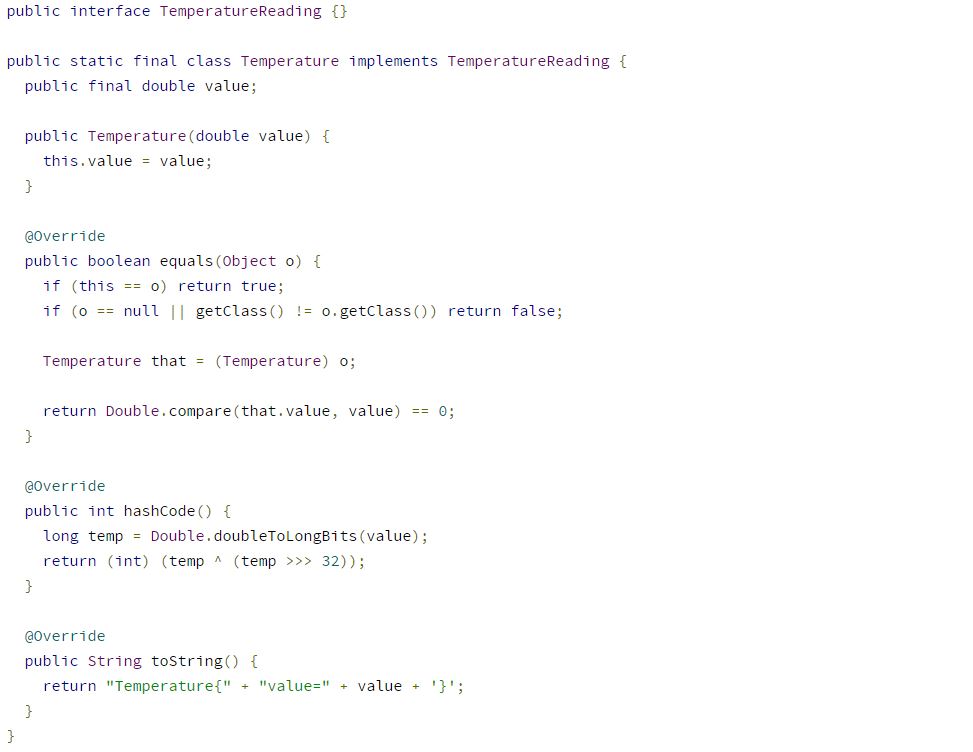 public interface TemperatureReading {}
public static final class Temperature implements TemperatureReading {
  public final double value;
  public Temperature(double value) {
    this.value = value;
  }
  @Override
  public boolean equals(Object o) {
    if (this == o) return true;
    if (o == null || getClass() != o.getClass()) return false;
    Temperature that = (Temperature) o;
    return Double.compare(that.value, value) == 0;
  }
  @Override
  public int hashCode() {
    long temp = Double.doubleToLongBits(value);
    return (int) (temp ^ (temp >>> 32));
  }
  @Override
  public String toString() {
    return "Temperature{" + "value=" + value + '}';
  }
}